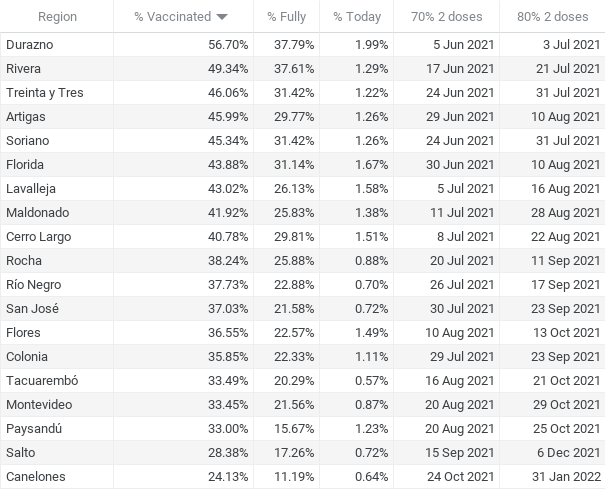 Region % Vaccinated % Fully % Today 70% 2 doses 80% 2 doses
Durazno 56.70% 37.79% 1.99% 5 Jun 2021 3 Jul 2021
Rivera 49.34% 37.61% 1.29% 17 Jun 2021 21 Jul 2021
Treinta y Tres 46.06% 31.42% 1.22% 24 Jun 2021 31 Jul 2021
Artigas 45.99% 29.77% 1.26% 29 Jun 2021 10 Aug 2021
Soriano 45.34% 31.42% 1.26% 24 Jun 2021 31 Jul 2021
Florida 43.88% 31.14% 1.67% 30 Jun 2021 10 Aug 2021
Lavalleja 43.02% 26.13% 1.58% 5 Jul 2021 16 Aug 2021
Maldonado 41.92% 25.83% 1.38% 11 Jul 2021 28 Aug 2021
Cerro Largo 40.78% 29.81% 1.51% 8 Jul 2021 22 Aug 2021
Rocha 38.24% 25.88% 0.88% 20 Jul 2021 11 Sep 2021
Río Negro 37.73% 22.88% 0.70% 26 Jul 2021 17 Sep 2021
San José 37.03% 21.58% 0.72% 30 Jul 2021 23 Sep 2021
Flores 36.55% 22.57% 1.49% 10 Aug 2021 13 Oct 2021
Colonia 35.85% 22.33% 1.11% 29 Jul 2021 23 Sep 2021
Tacuarembó 33.49% 20.29% 0.57% 16 Aug 2021 21 Oct 2021
Montevideo 33.45% 21.56% 0.87% 20 Aug 2021 29 Oct 2021
Paysandú 33.00% 15.67% 1.23% 20 Aug 2021 25 Oct 2021
Salto 28.38% 17.26% 0.72% 15 Sep 2021 6 Dec 2021
Canelones 24.13% 11.19% 0.64% 24 Oct 2021 31 Jan 2022